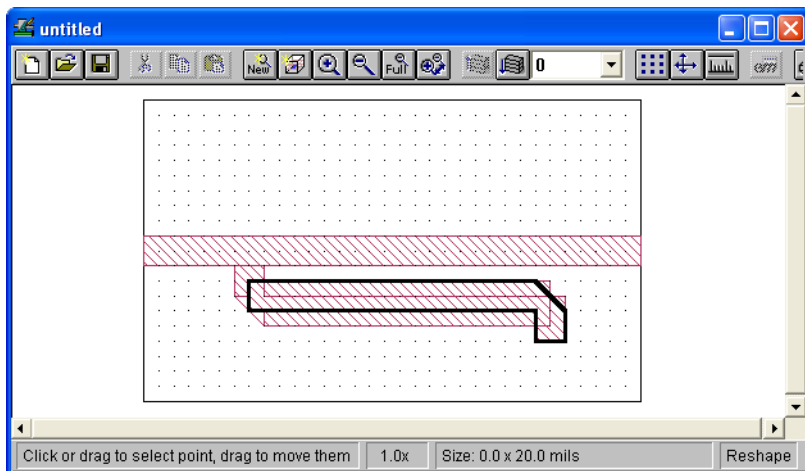 untitled
New Full 0 em
Click or drag to select point, drag to move them 1.0x Size: 0.0 x 20.0 mils Reshape